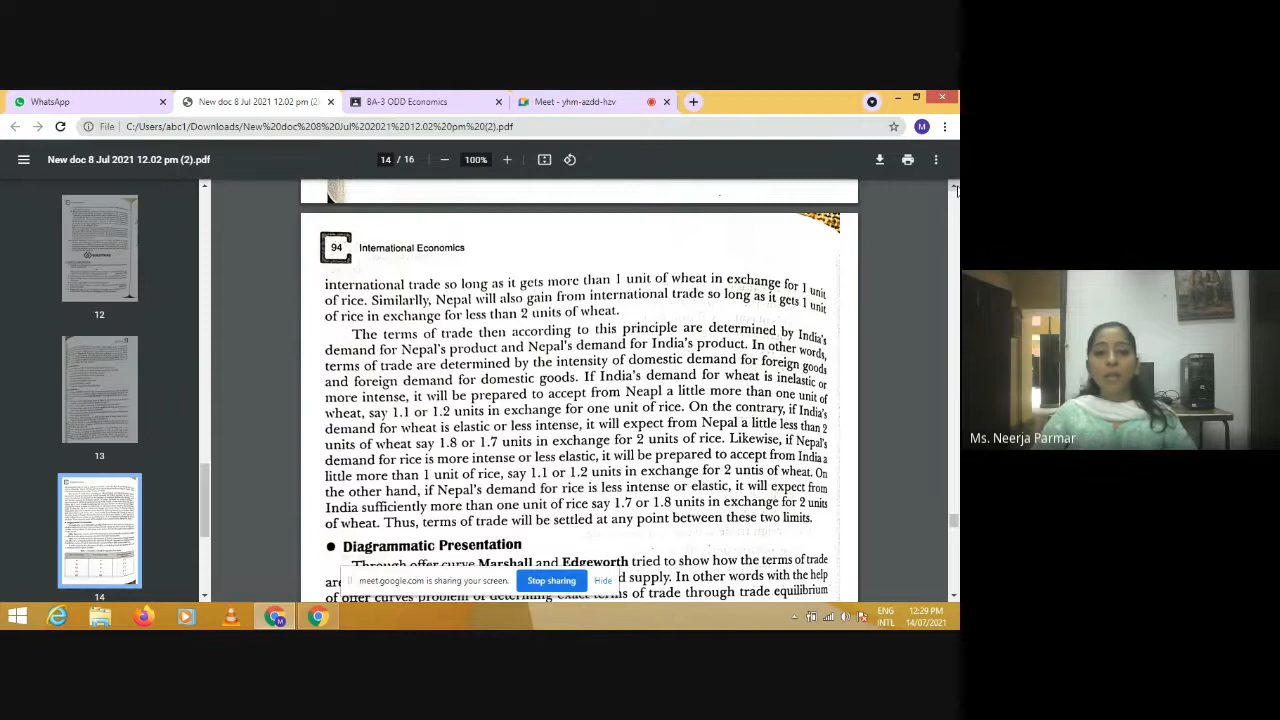 WhatsApp
New doc 8 Jul 2021 12.02 pm (2).p
BA-3 ODD Economics
Meet - yhm-azdd-hzv
File
C:/Users/abc1/Downloads/New%20doc%208%20Jul%202021%2012.02%20pm%20(2).pdf
M
New doc 8 Jul 2021 12.02 pm (2).pdf
14 / 16
100%
12
13
14
94 International Economics
international trade so long as it gets more than 1 unit of wheat in exchange for 1 unit
of rice. Similarlly, Nepal will also gain from international trade so long as it gets 1 unit
of rice in exchange for less than 2 units of wheat.
The terms of trade then according to this principle are determined by India's
demand for Nepal's product and Nepal's demand for India's product. In other words,
terms of trade are determined by the intensity of domestic demand for foreign goods
and foreign demand for domestic goods. If India's demand for wheat is inelastic or
more intense, it will be prepared to accept from Neapl a little more than one unit of
wheat, say 1.1 or 1.2 units in exchange for one unit of rice. On the contrary, if India's
demand for wheat is elastic or less intense, it will expect from Nepal a little less than 2
units of wheat say 1.8 or 1.7 units in exchange for 2 units of rice. Likewise, if Nepal's
demand for rice is more intense or less elastic, it will be prepared to accept from India a
little more than 1 unit of rice, say 1.1 or 1.2 units in exchange for 2 untis of wheat. On
the other hand, if Nepal's demand for rice is less intense or elastic, it will expect from
India sufficiently more than one unit of rice say 1.7 or 1.8 units in exchange for 2 units
of wheat. Thus, terms of trade will be settled at any point between these two limits.
• Diagrammatic Presentation
Through offer curve Marshall and Edgeworth tried to show how the terms of trade
are d supply. In other words with the help
of offer curves problem of determining exact terms of trade through trade equilibrium
meet.google.com is sharing your screen.
Stop sharing
Hide
ENG
INTL
12:29 PM
14/07/2021
Ms. Neerja Parmar